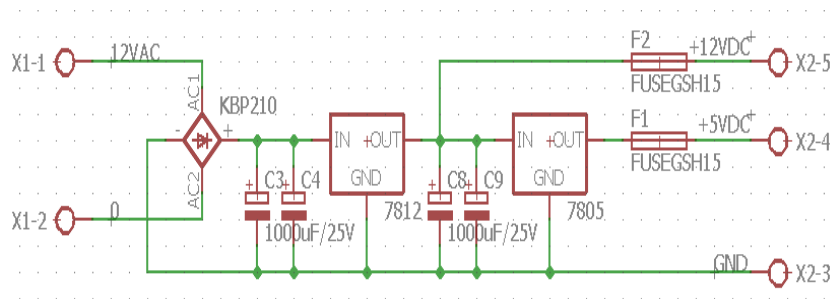 X1-1
12VAC
AC1
KBP210
-
+
AC2
X1-2
0
+
C3
+
C4
1000uF/25V
IN
+OUT
GND
7812
+
C8
+
C9
1000uF/25V
IN
+OUT
GND
7805
F2
FUSEGSH15
+12VDC
+
X2-5
F1
FUSEGSH15
+5VDC
+
X2-4
GND
X2-3